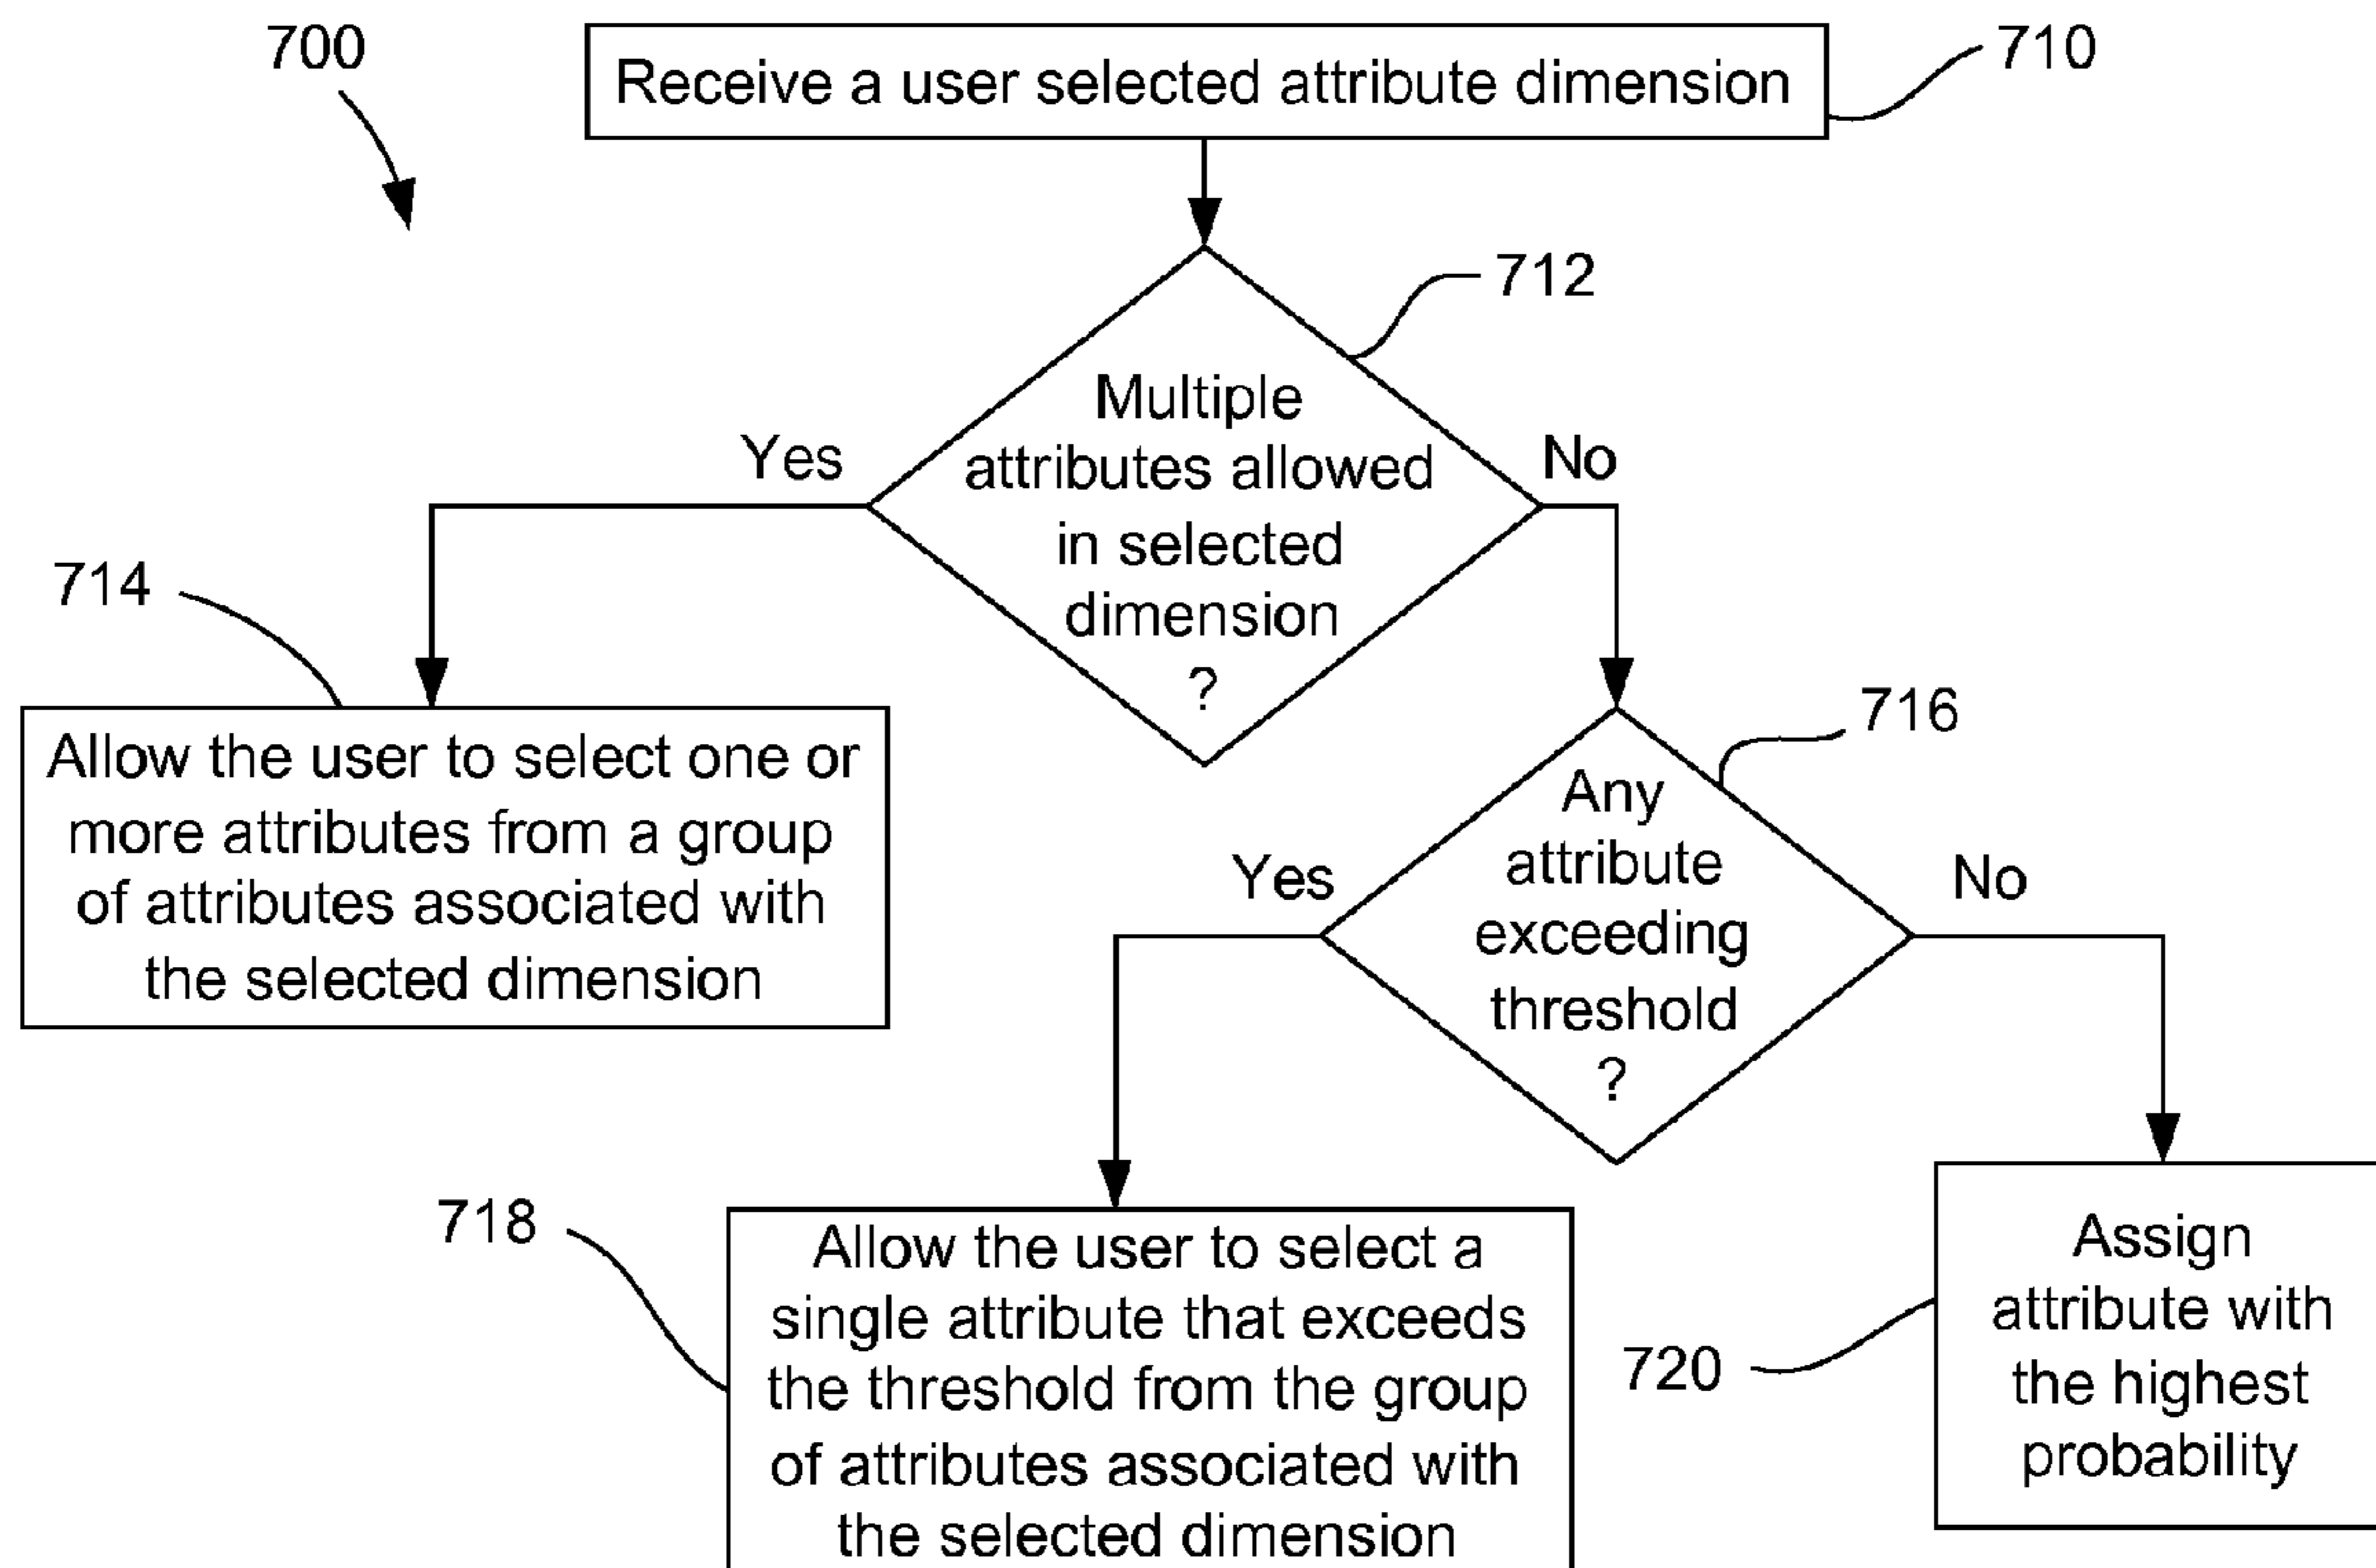 700
Receive a user selected attribute dimension
710
712
Multiple
attributes allowed
in selected
dimension
?
Yes
No
714
Allow the user to select one or
more attributes from a group
of attributes associated with
the selected dimension
716
Any
attribute
exceeding
threshold
?
Yes
No
718
Allow the user to select a
single attribute that exceeds
the threshold from the group
of attributes associated with
the selected dimension
720
Assign
attribute with
the highest
probability